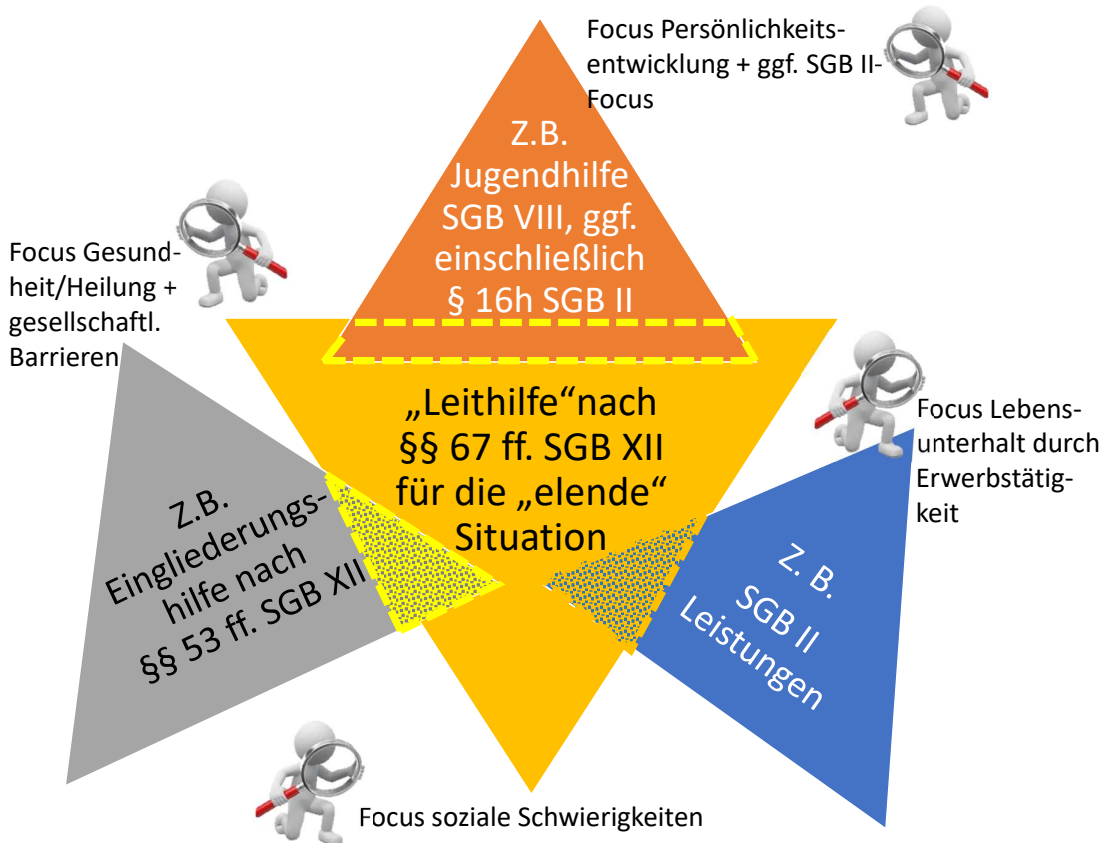 Focus Persönlichkeits-
entwicklung + ggf. SGB II-
Focus
Z.B.
Jugendhilfe
SGB VIII, ggf.
einschließlich
§ 16h SGB II
Focus Gesund-
heit/Heilung +
gesellschaftl.
Barrieren
„Leithilfe“nach
§§ 67 ff. SGB XII
für die „elende“
Situation
Focus Lebens-
unterhalt durch
Erwerbstätig-
keit
Z.B.
Eingliederungs-
hilfe nach
§§ 53 ff. SGB XII
Z. B.
SGB II
Leistungen
Focus soziale Schwierigkeiten